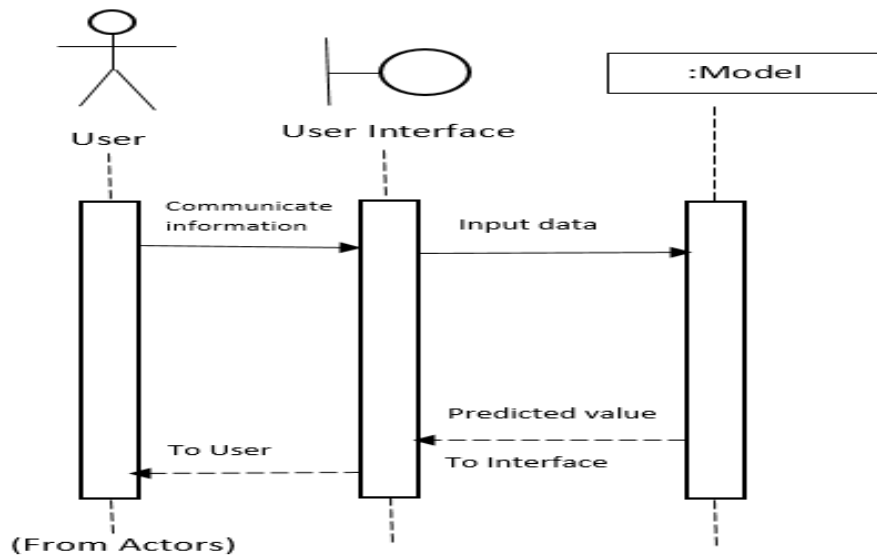 :Model
User
User Interface
Communicate
information
Input data
Predicted value
To User
To Interface
(From Actors)